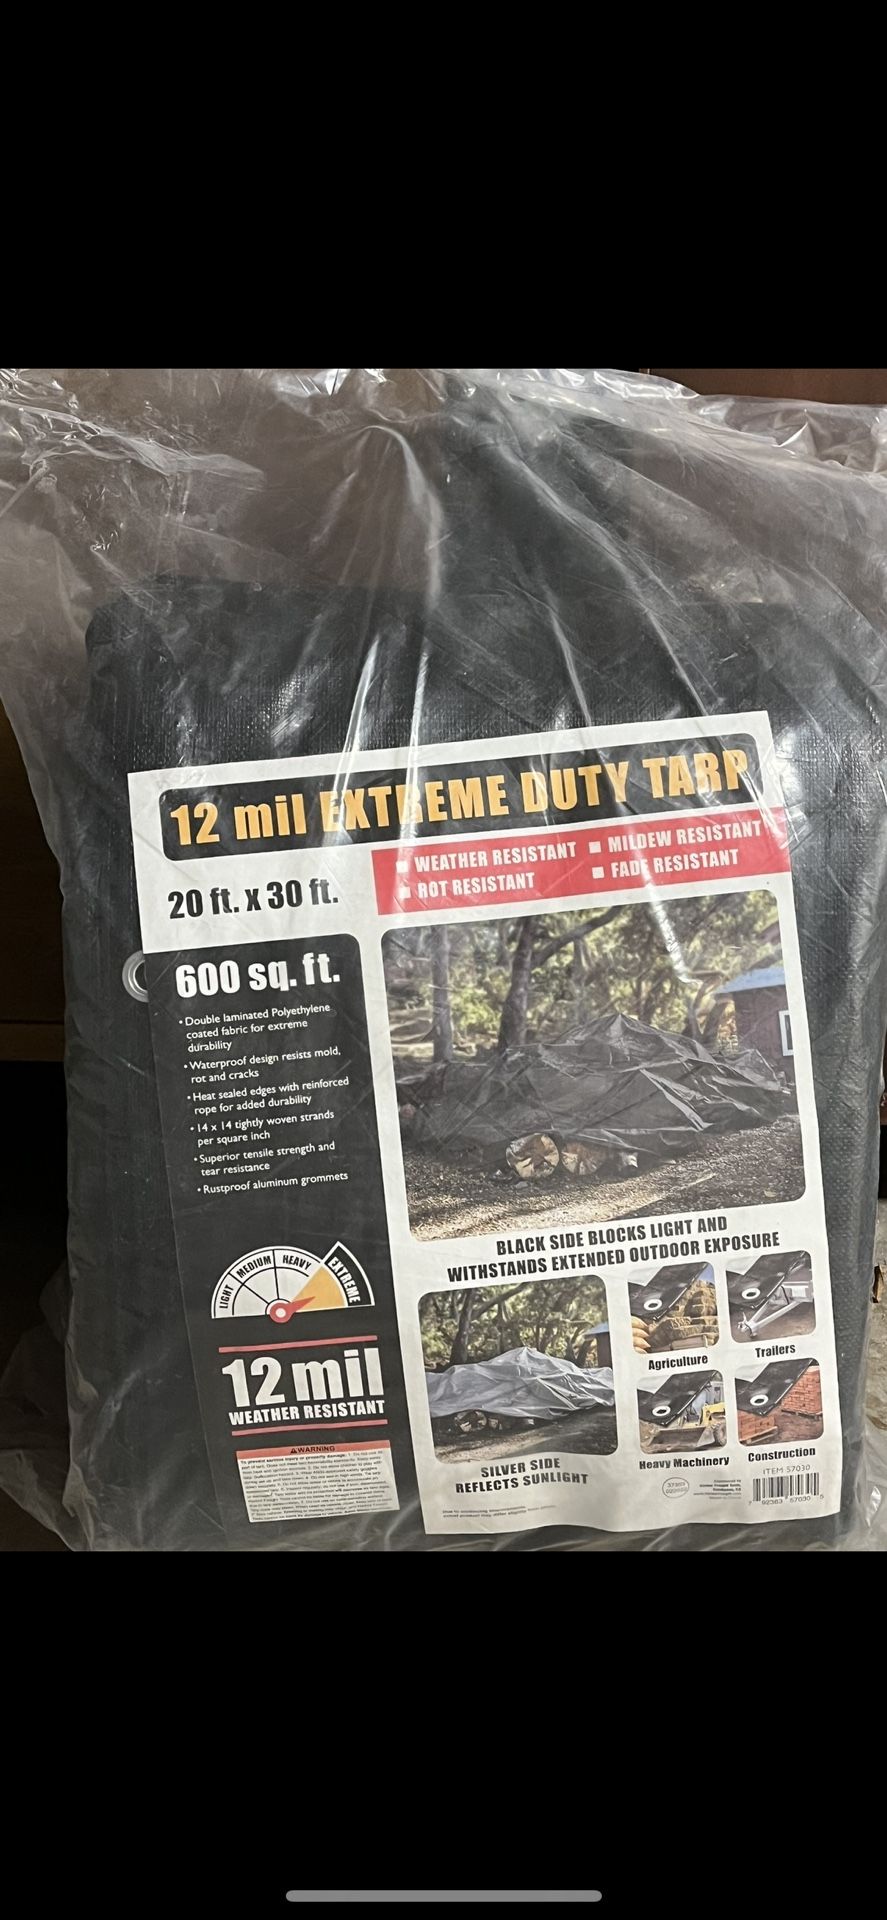 12 mil EXTREME DUTY TARP
20 ft. x 30 ft.
WEATHER RESISTANT
MILDEW RESISTANT
ROT RESISTANT
FADE RESISTANT
600 sq. ft.
• Double laminated Polyethylene
coated fabric for extreme
durability
• Waterproof design resists mold,
rot and cracks
• Heat sealed edges with reinforced
rope for added durability
• 14 x 14 tightly woven strands
per square inch
• Superior tensile strength and
tear resistance
• Rustproof aluminum grommets
LIGHT
MEDIUM
HEAVY
EXTREME
12 mil
WEATHER RESISTANT
WARNING
BLACK SIDE BLOCKS LIGHT AND
WITHSTANDS EXTENDED OUTDOOR EXPOSURE
SILVER SIDE
REFLECTS SUNLIGHT
Agriculture
Trailers
Heavy Machinery
Construction
ITEM 57030